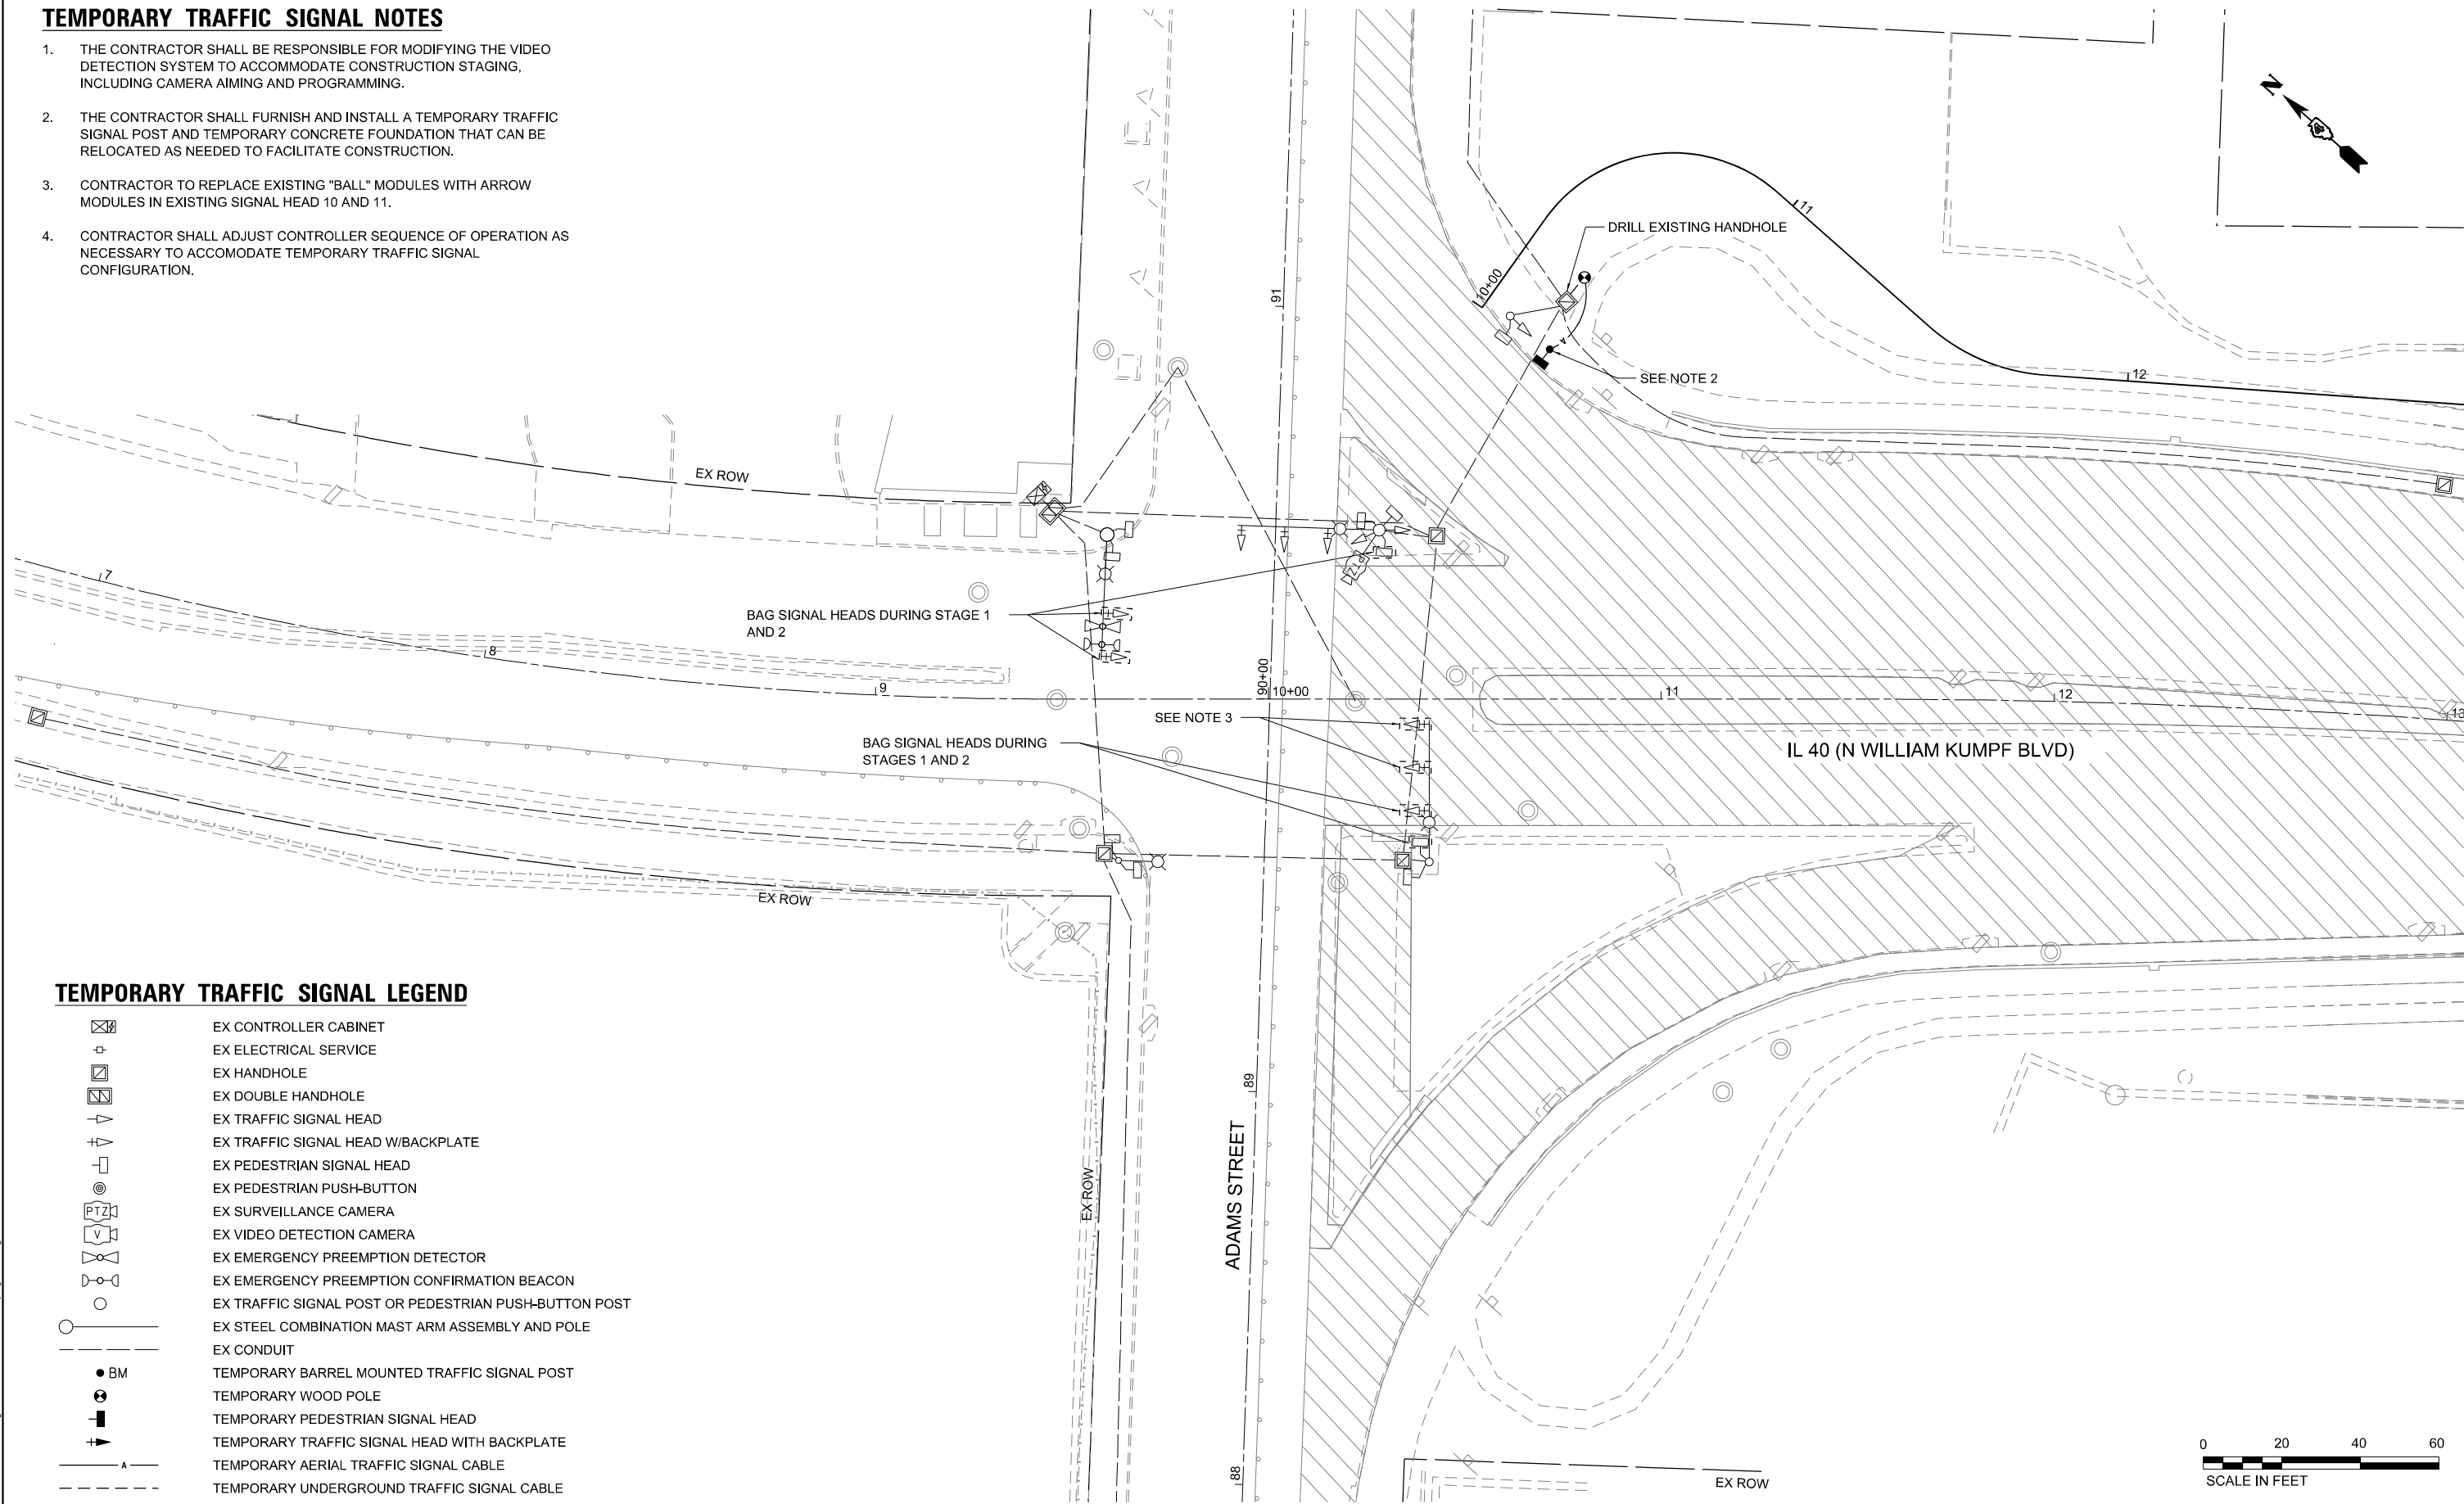 TEMPORARY TRAFFIC SIGNAL NOTES
1. THE CONTRACTOR SHALL BE RESPONSIBLE FOR MODIFYING THE VIDEO
DETECTION SYSTEM TO ACCOMMODATE CONSTRUCTION STAGING,
INCLUDING CAMERA AIMING AND PROGRAMMING.
2. THE CONTRACTOR SHALL FURNISH AND INSTALL A TEMPORARY TRAFFIC
SIGNAL POST AND TEMPORARY CONCRETE FOUNDATION THAT CAN BE
RELOCATED AS NEEDED TO FACILITATE CONSTRUCTION.
3. CONTRACTOR TO REPLACE EXISTING "BALL" MODULES WITH ARROW
MODULES IN EXISTING SIGNAL HEAD 10 AND 11.
4. CONTRACTOR SHALL ADJUST CONTROLLER SEQUENCE OF OPERATION AS
NECESSARY TO ACCOMODATE TEMPORARY TRAFFIC SIGNAL
CONFIGURATION.
N
11
DRILL EXISTING HANDHOLE
10+00
91
SEE NOTE 2
12
EX ROW
PTZ
7
BAG SIGNAL HEADS DURING STAGE 1
AND 2
8
9
90+00
10+00
11
12
13
SEE NOTE 3
BAG SIGNAL HEADS DURING
STAGES 1 AND 2
IL 40 (N WILLIAM KUMPF BLVD)
EX ROW
89
ADAMS STREET
EX ROW
88
EX ROW
TEMPORARY TRAFFIC SIGNAL LEGEND
EX CONTROLLER CABINET
EX ELECTRICAL SERVICE
EX HANDHOLE
EX DOUBLE HANDHOLE
EX TRAFFIC SIGNAL HEAD
EX TRAFFIC SIGNAL HEAD W/BACKPLATE
EX PEDESTRIAN SIGNAL HEAD
EX PEDESTRIAN PUSH-BUTTON
PTZ EX SURVEILLANCE CAMERA
V EX VIDEO DETECTION CAMERA
EX EMERGENCY PREEMPTION DETECTOR
EX EMERGENCY PREEMPTION CONFIRMATION BEACON
EX TRAFFIC SIGNAL POST OR PEDESTRIAN PUSH-BUTTON POST
EX STEEL COMBINATION MAST ARM ASSEMBLY AND POLE
EX CONDUIT
BM TEMPORARY BARREL MOUNTED TRAFFIC SIGNAL POST
TEMPORARY WOOD POLE
TEMPORARY PEDESTRIAN SIGNAL HEAD
TEMPORARY TRAFFIC SIGNAL HEAD WITH BACKPLATE
A TEMPORARY AERIAL TRAFFIC SIGNAL CABLE
TEMPORARY UNDERGROUND TRAFFIC SIGNAL CABLE
0 20 40 60
SCALE IN FEET